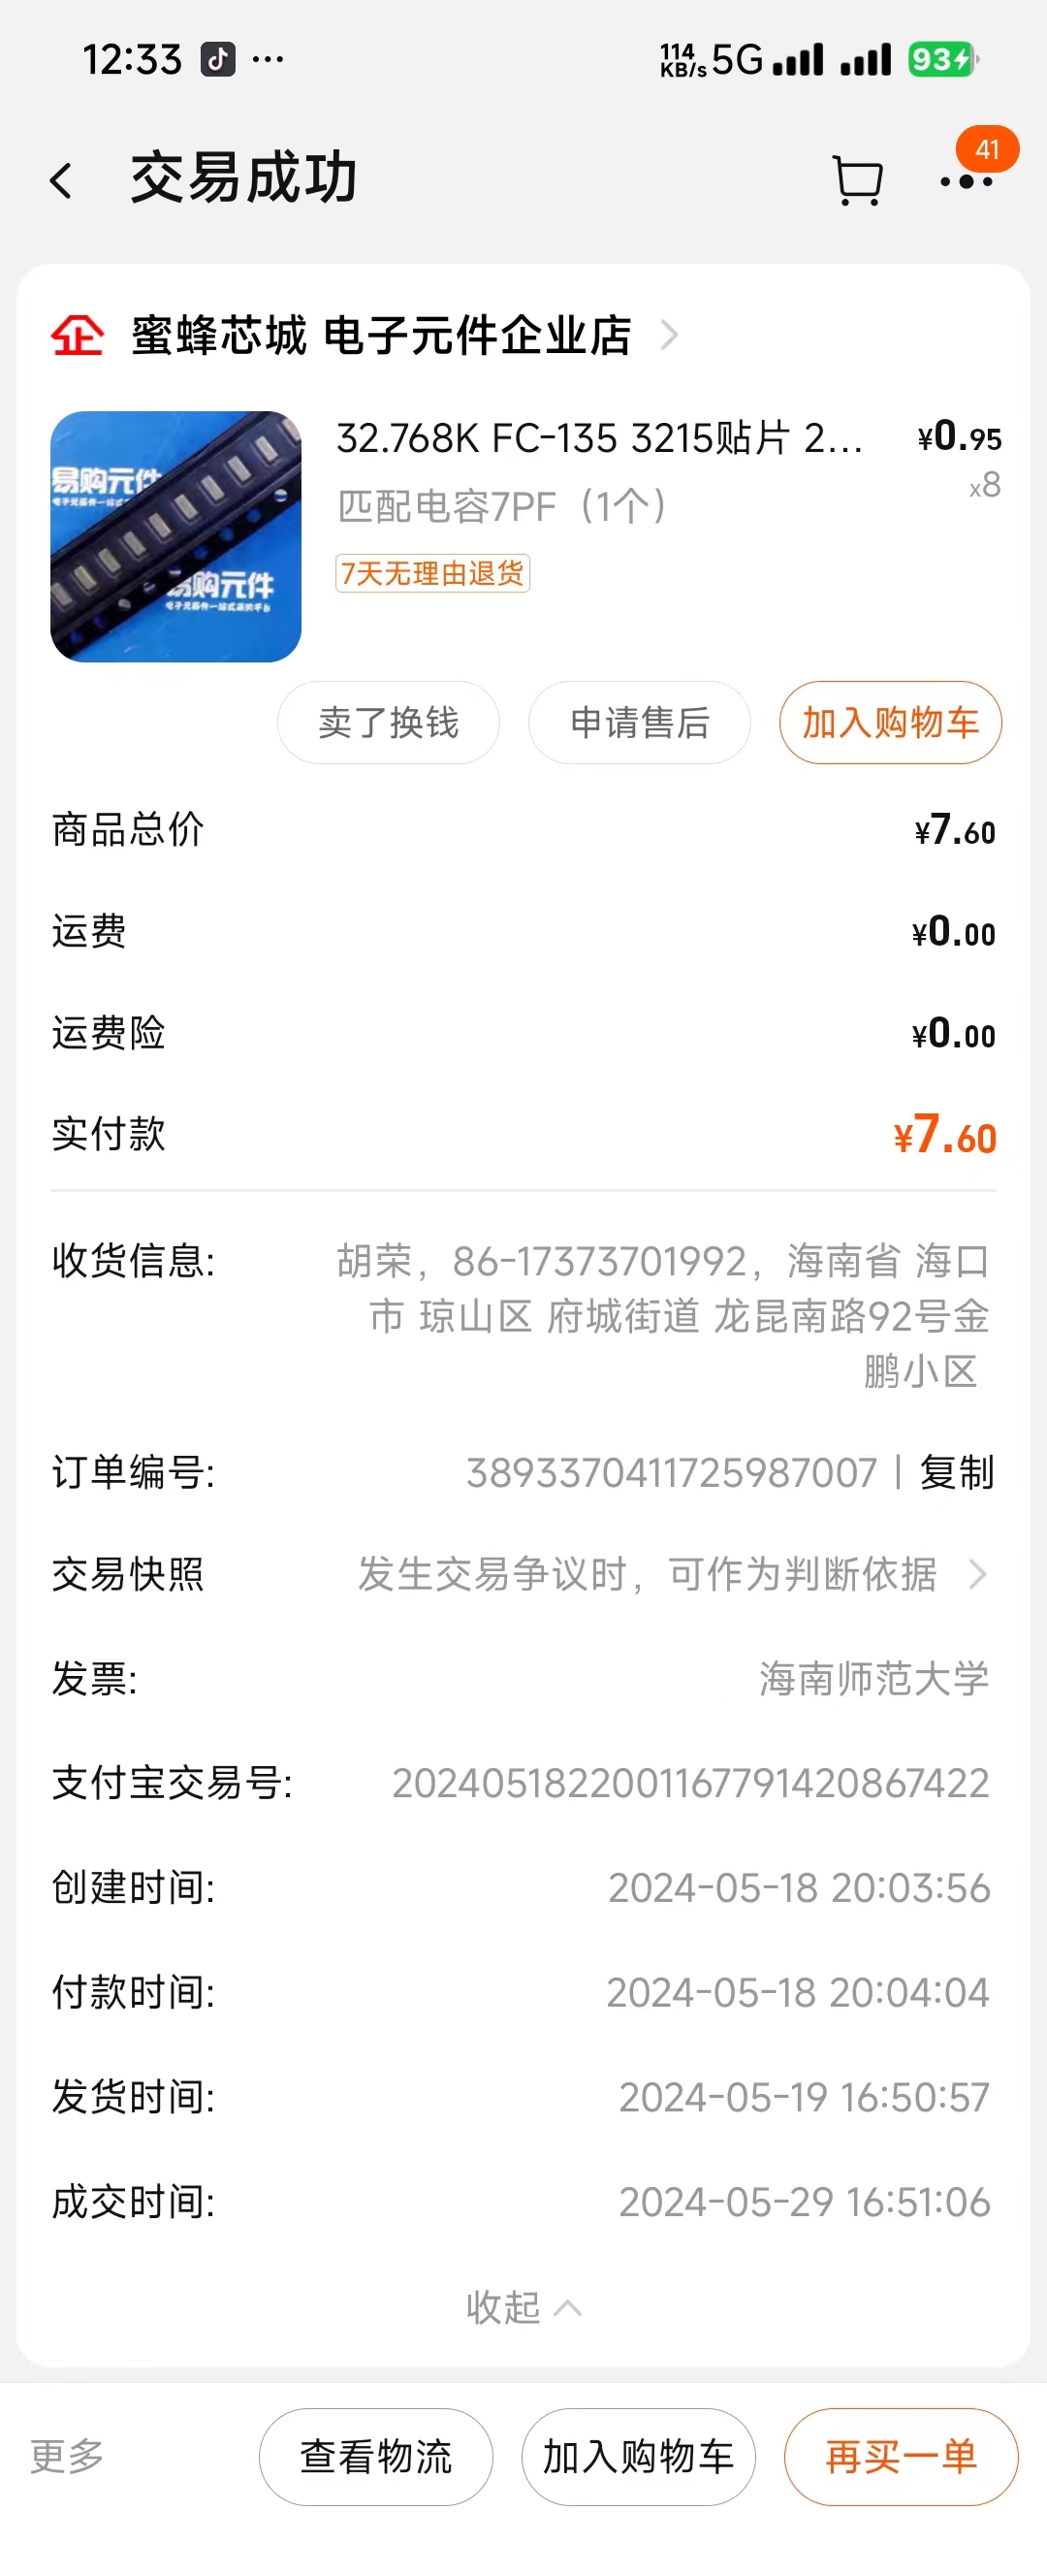 12:33 ...
114 KB/s 5G 93
交易成功
41
企 蜜蜂芯城 电子元件企业店
易购元件
易购元件
电子元器件一站式采购平台
32.768K FC-135 3215贴片 2... ¥0.95
匹配电容7PF（1个） x8
7天无理由退货
卖了换钱 申请售后 加入购物车
商品总价 ¥7.60
运费 ¥0.00
运费险 ¥0.00
实付款 ¥7.60
收货信息: 胡荣，86-17373701992，海南省 海口
市 琼山区 府城街道 龙昆南路92号金
鹏小区
订单编号: 3893370411725987007 | 复制
交易快照 发生交易争议时，可作为判断依据
发票: 海南师范大学
支付宝交易号: 2024051822001167791420867422
创建时间: 2024-05-18 20:03:56
付款时间: 2024-05-18 20:04:04
发货时间: 2024-05-19 16:50:57
成交时间: 2024-05-29 16:51:06
收起
更多 查看物流 加入购物车 再买一单